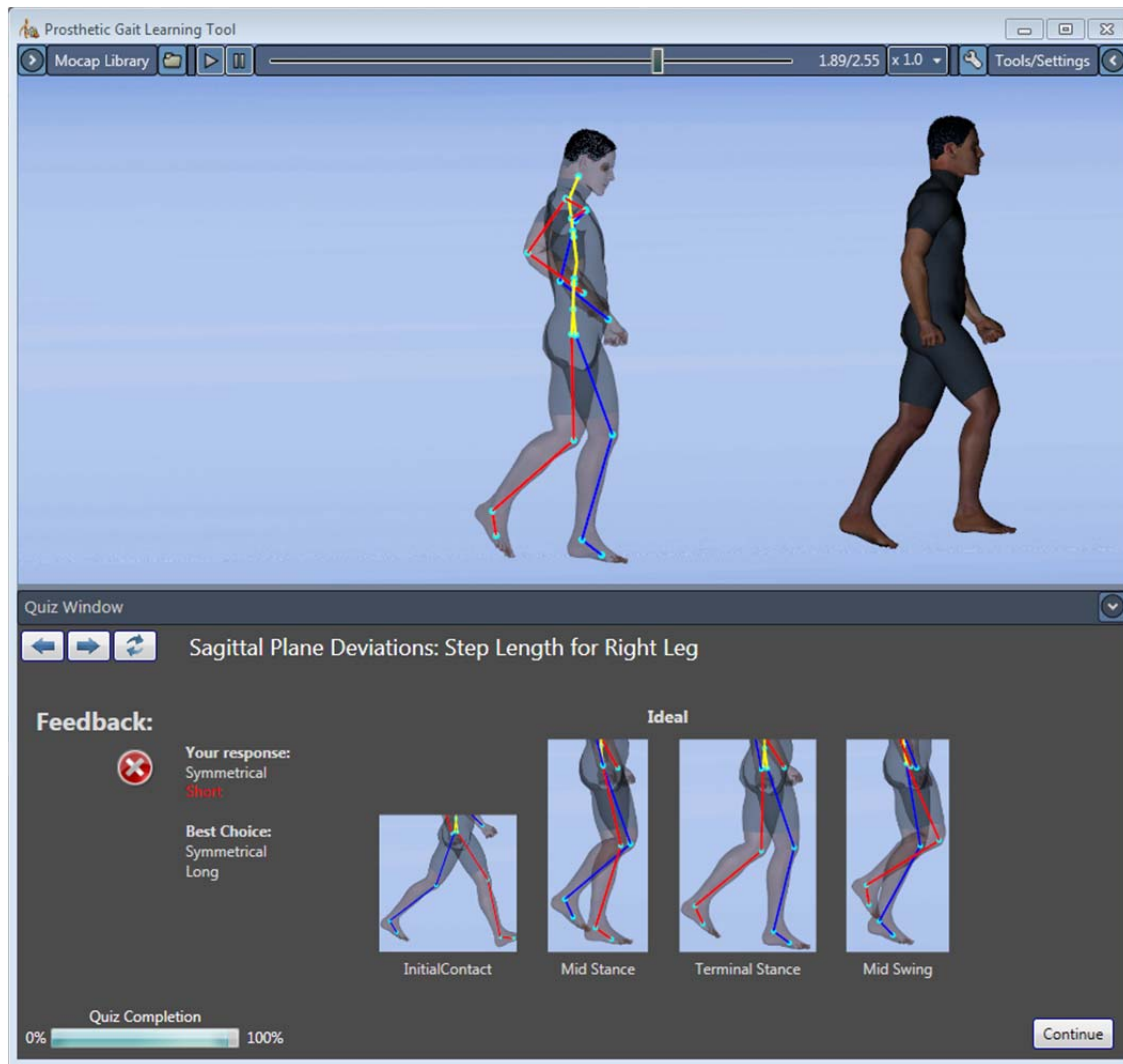 Prosthetic Gait Learning Tool
Mocap Library 1.89/2.55 x 1.0 Tools/Settings
Quiz Window
Sagittal Plane Deviations: Step Length for Right Leg
Feedback:
Ideal
Your response:
Symmetrical
Short
Best Choice:
Symmetrical
Long
InitialContact Mid Stance Terminal Stance Mid Swing
Quiz Completion
0% 100%
Continue